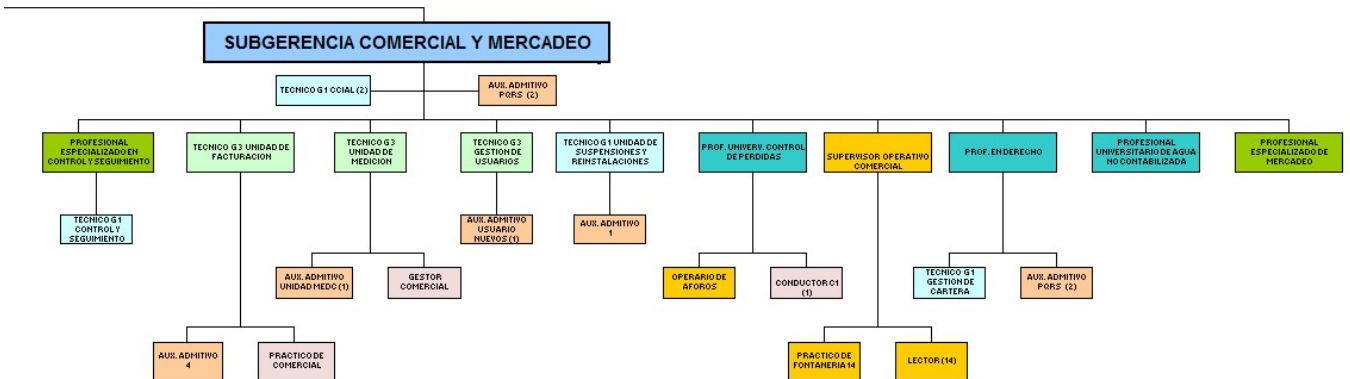 SUBGERENCIA COMERCIAL Y MERCADEO
TECNICO G1 CCIAL (2)
AUX. ADMITIVO
PQRS (2)
PROFESIONAL
ESPECIALIZADO EN
CONTROL Y SEGUIMIENTO
TECNICO G3 UNIDAD DE
FACTURACION
TECNICO G3
UNIDAD DE
MEDICION
TECNICO G3
GESTION DE
USUARIOS
TECNICO G1 UNIDAD DE
SUSPENSIONES Y
REINSTALACIONES
PROF. UNIVERV. CONTROL
DE PERDIDAS
SUPERVISOR OPERATIVO
COMERCIAL
PROF. EN DERECHO
PROFESIONAL
UNIVERSITARIO DE AGUA
NO CONTABILIZADA
PROFESIONAL
ESPECIALIZADO DE
MERCADEO
TECNICO G1
CONTROL Y
SEGUIMIENTO
AUX. ADMITIVO
USUARIO
NUEVOS (1)
AUX. ADMITIVO
1
AUX. ADMITIVO
UNIDAD MEDC (1)
GESTOR
COMERCIAL
OPERARIO DE
AFOROS
CONDUCTOR C1
(1)
TECNICO G1
GESTION DE
CARTERA
AUX. ADMITIVO
PQRS (2)
AUX. ADMITIVO
4
PRACTICO DE
COMERCIAL
PRACTICO DE
FONTANERIA 14
LECTOR (14)